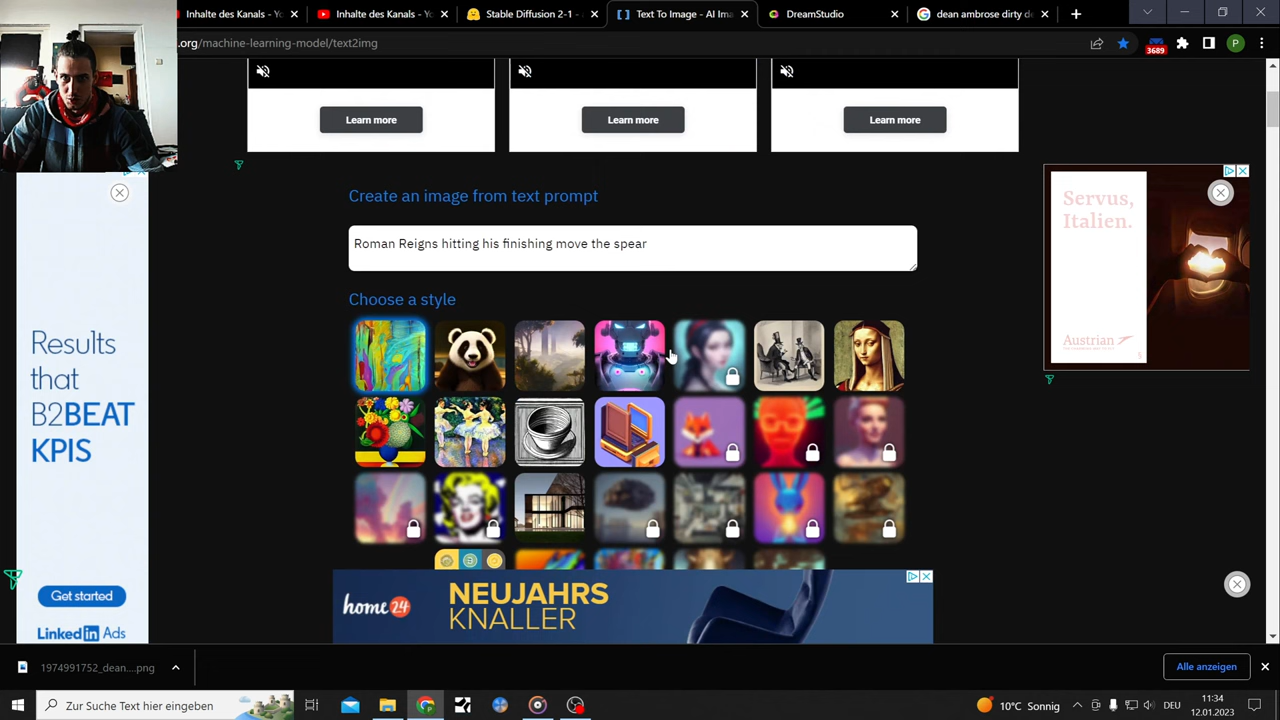 Inhalte des Kanals - Yo
Inhalte des Kanals - You
Stable Diffusion 2-1 - a
Text To Image - AI Ima
DreamStudio
dean ambrose dirty de
.org/machine-learning-model/text2img
3689
P
Learn more
Learn more
Learn more
Create an image from text prompt
Roman Reigns hitting his finishing move the spear
Choose a style
Results
that
B2BEAT
KPIS
Get started
LinkedIn Ads
Servus,
Italien.
Austrian
home24
NEUJAHRS
KNALLER
1974991752_dean....png
Alle anzeigen
Zur Suche Text hier eingeben
10°C Sonnig
DEU
11:34
12.01.2023